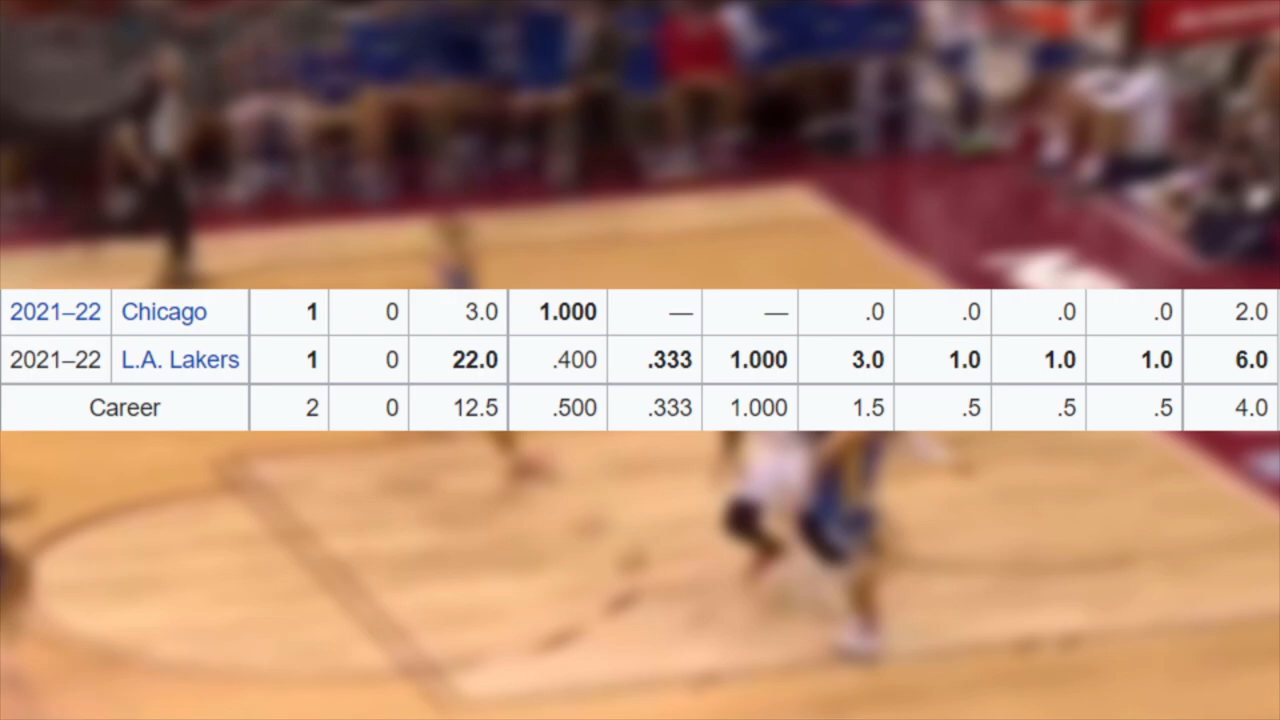 2021–22 Chicago 1 0 3.0 1.000 — — .0 .0 .0 .0 2.0
2021–22 L.A. Lakers 1 0 22.0 .400 .333 1.000 3.0 1.0 1.0 1.0 6.0
Career 2 0 12.5 .500 .333 1.000 1.5 .5 .5 .5 4.0